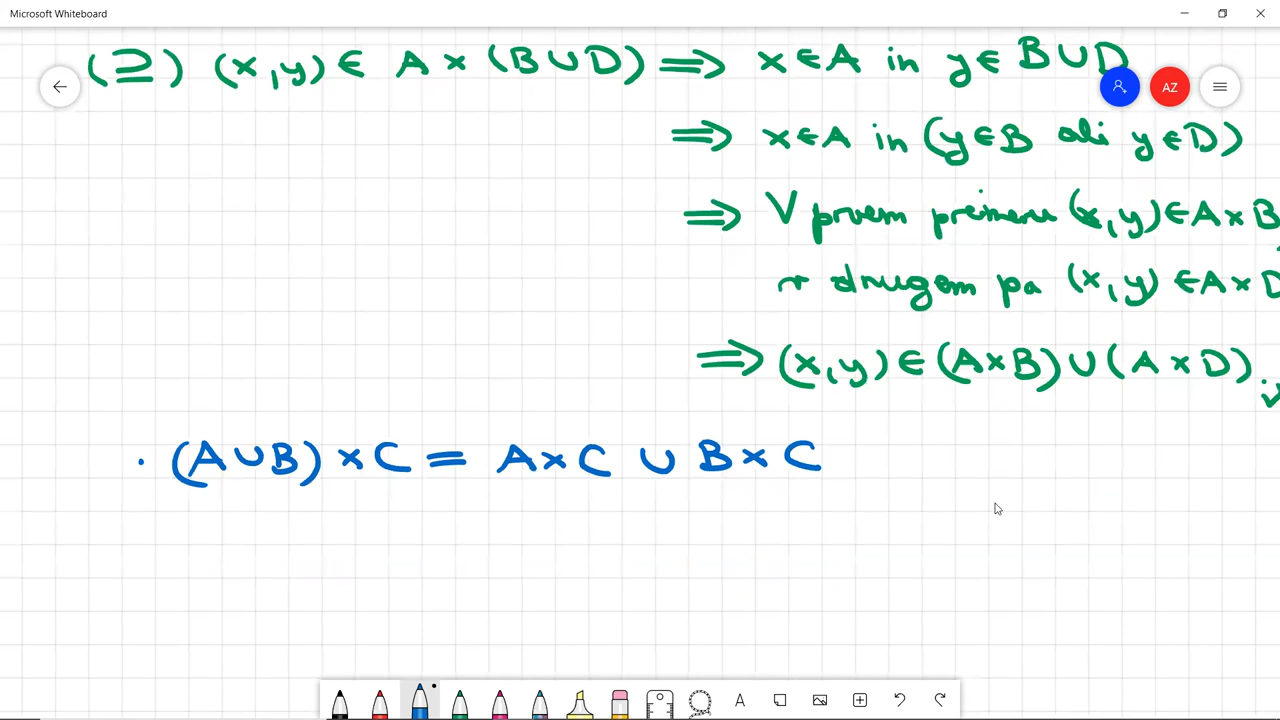 Microsoft Whiteboard
(⊇) (x,y) ∈ A × (B ∪ D) ⟹ x∈A in y∈ B∪D
AZ
⟹ x∈A in (y∈B ali y∈D)
⟹ V prvem primeru (x,y)∈A×B
v drugem pa (x,y) ∈A×D
⟹ (x,y) ∈ (A×B) ∪ (A×D).
· (A∪B) × C = A×C ∪ B×C
A